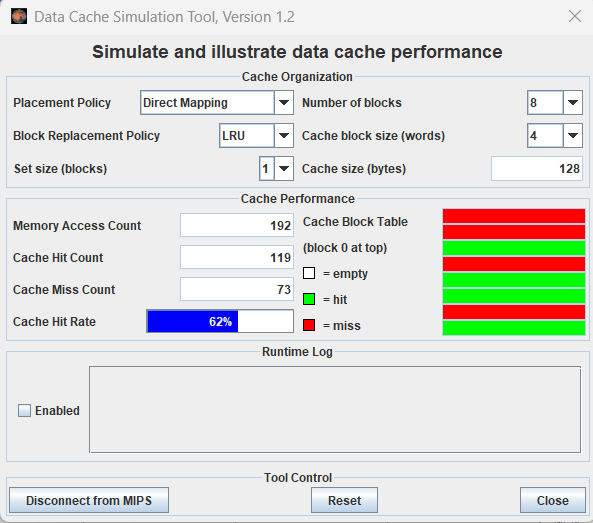 Data Cache Simulation Tool, Version 1.2
Simulate and illustrate data cache performance
Cache Organization
Placement Policy Direct Mapping Number of blocks 8
Block Replacement Policy LRU Cache block size (words) 4
Set size (blocks) 1 Cache size (bytes) 128
Cache Performance
Memory Access Count 192 Cache Block Table
(block 0 at top)
Cache Hit Count 119
= empty
Cache Miss Count 73 = hit
Cache Hit Rate 62% = miss
Runtime Log
Enabled
Tool Control
Disconnect from MIPS Reset Close